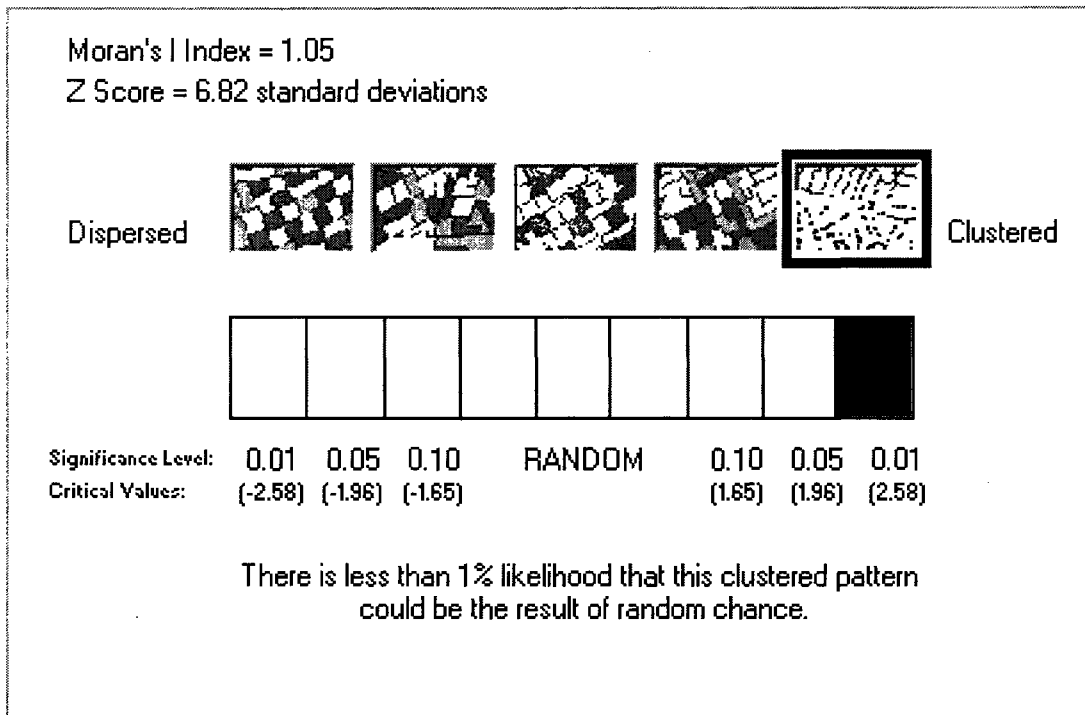 Moran's I Index = 1.05
Z Score = 6.82 standard deviations
Dispersed
Clustered
Significance Level: 0.01 0.05 0.10 RANDOM 0.10 0.05 0.01
Critical Values: (-2.58) (-1.96) (-1.65) (1.65) (1.96) (2.58)
There is less than 1% likelihood that this clustered pattern
could be the result of random chance.